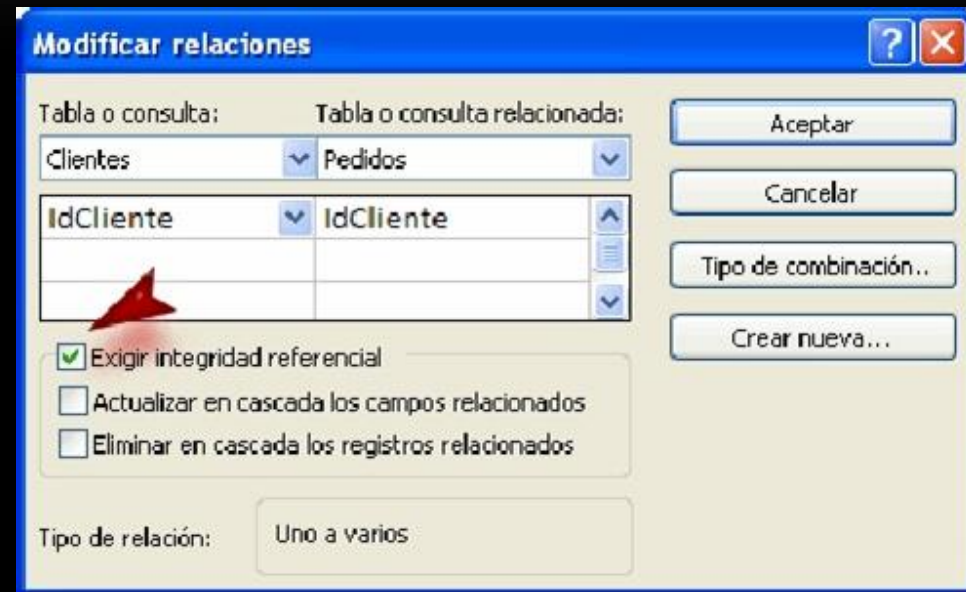 Modificar relaciones
Tabla o consulta: Tabla o consulta relacionada:
Clientes Pedidos
IdCliente IdCliente
Aceptar
Cancelar
Tipo de combinación..
Crear nueva...
Exigir integridad referencial
Actualizar en cascada los campos relacionados
Eliminar en cascada los registros relacionados
Tipo de relación: Uno a varios